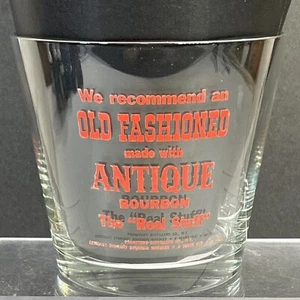 We recommend an
OLD FASHIONED
made with
ANTIQUE
BOURBON
The "Real Stuff"